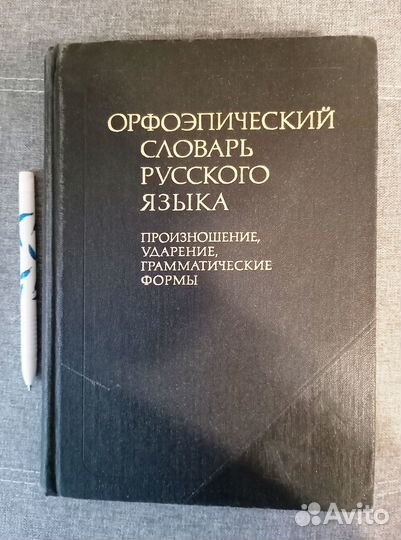 ОРФОЭПИЧЕСКИЙ
СЛОВАРЬ
РУССКОГО
ЯЗЫКА
ПРОИЗНОШЕНИЕ,
УДАРЕНИЕ,
ГРАММАТИЧЕСКИЕ
ФОРМЫ
Avito